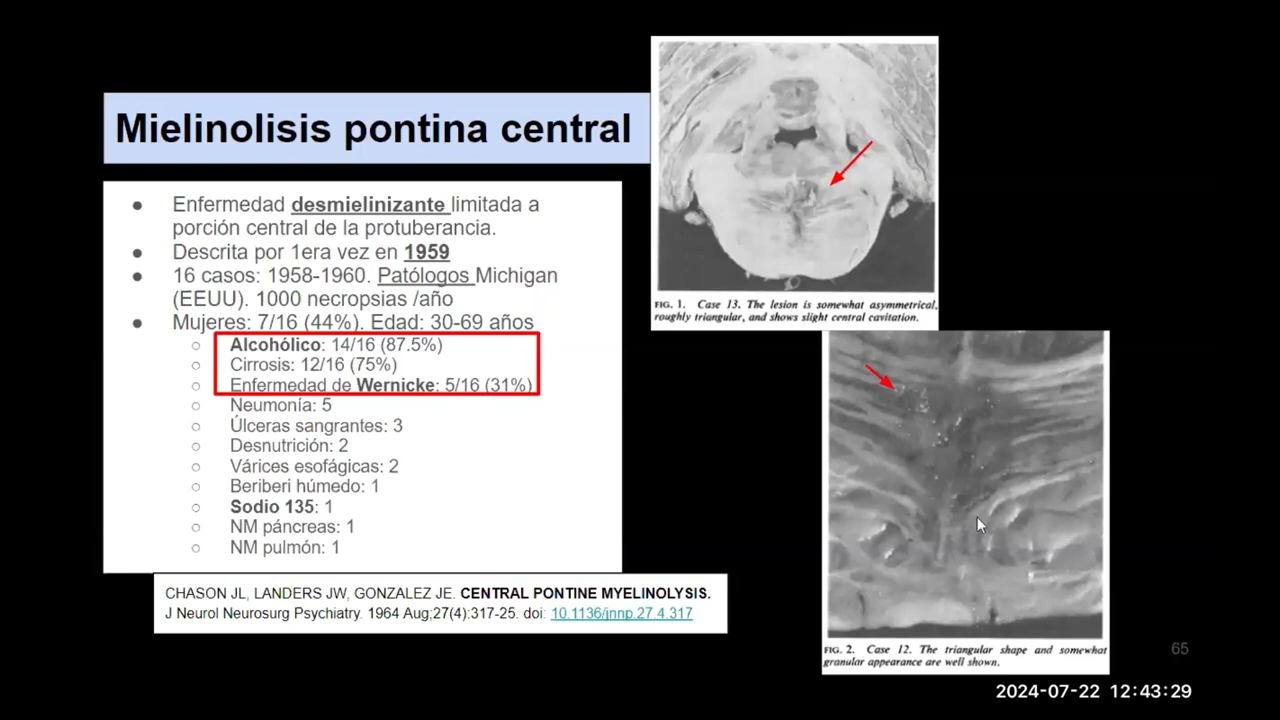 Mielinolisis pontina central
● Enfermedad desmielinizante limitada a
porción central de la protuberancia.
● Descrita por 1era vez en 1959
● 16 casos: 1958-1960. Patólogos Michigan
(EEUU). 1000 necropsias /año
● Mujeres: 7/16 (44%). Edad: 30-69 años
○ Alcohólico: 14/16 (87.5%)
○ Cirrosis: 12/16 (75%)
○ Enfermedad de Wernicke: 5/16 (31%)
○ Neumonía: 5
○ Úlceras sangrantes: 3
○ Desnutrición: 2
○ Várices esofágicas: 2
○ Beriberi húmedo: 1
○ Sodio 135: 1
○ NM páncreas: 1
○ NM pulmón: 1
CHASON JL, LANDERS JW, GONZALEZ JE. CENTRAL PONTINE MYELINOLYSIS.
J Neurol Neurosurg Psychiatry. 1964 Aug;27(4):317-25. doi: 10.1136/jnnp.27.4.317
FIG. 1. Case 13. The lesion is somewhat asymmetrical,
roughly triangular, and shows slight central cavitation.
FIG. 2. Case 12. The triangular shape and somewhat
granular appearance are well shown.
65
2024-07-22 12:43:29